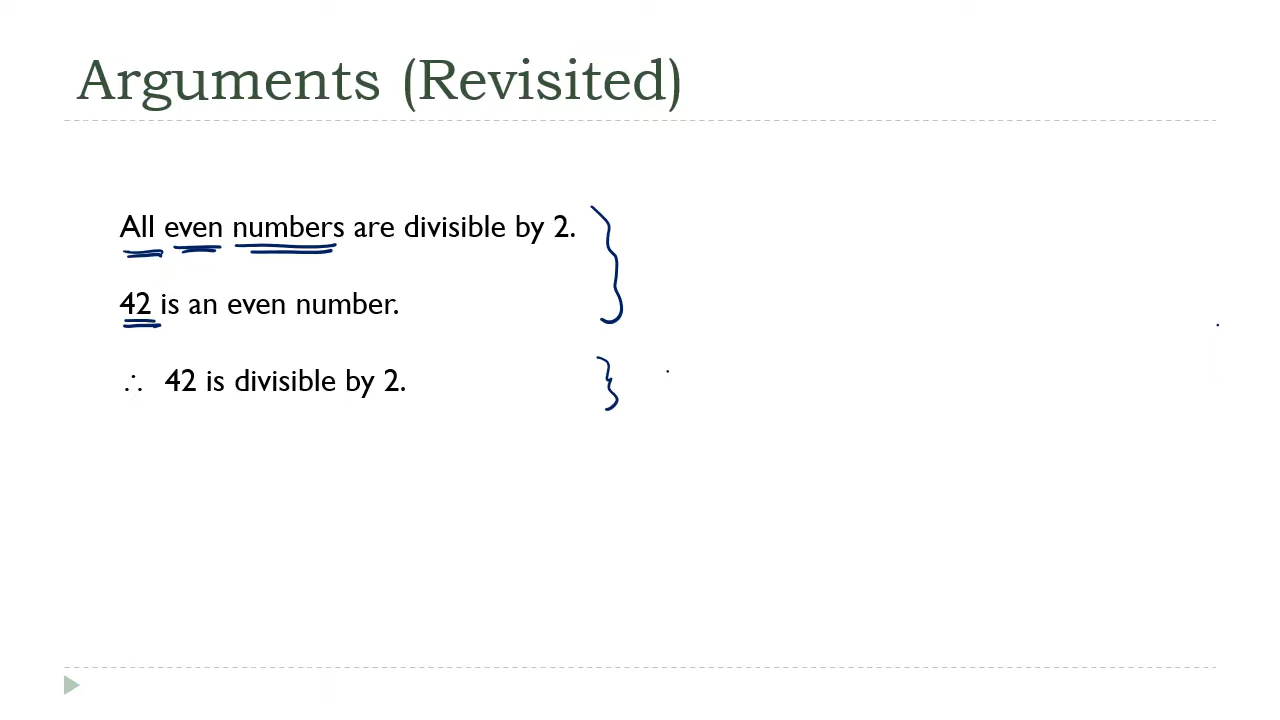 Arguments (Revisited)
All even numbers are divisible by 2.
42 is an even number.
∴ 42 is divisible by 2.